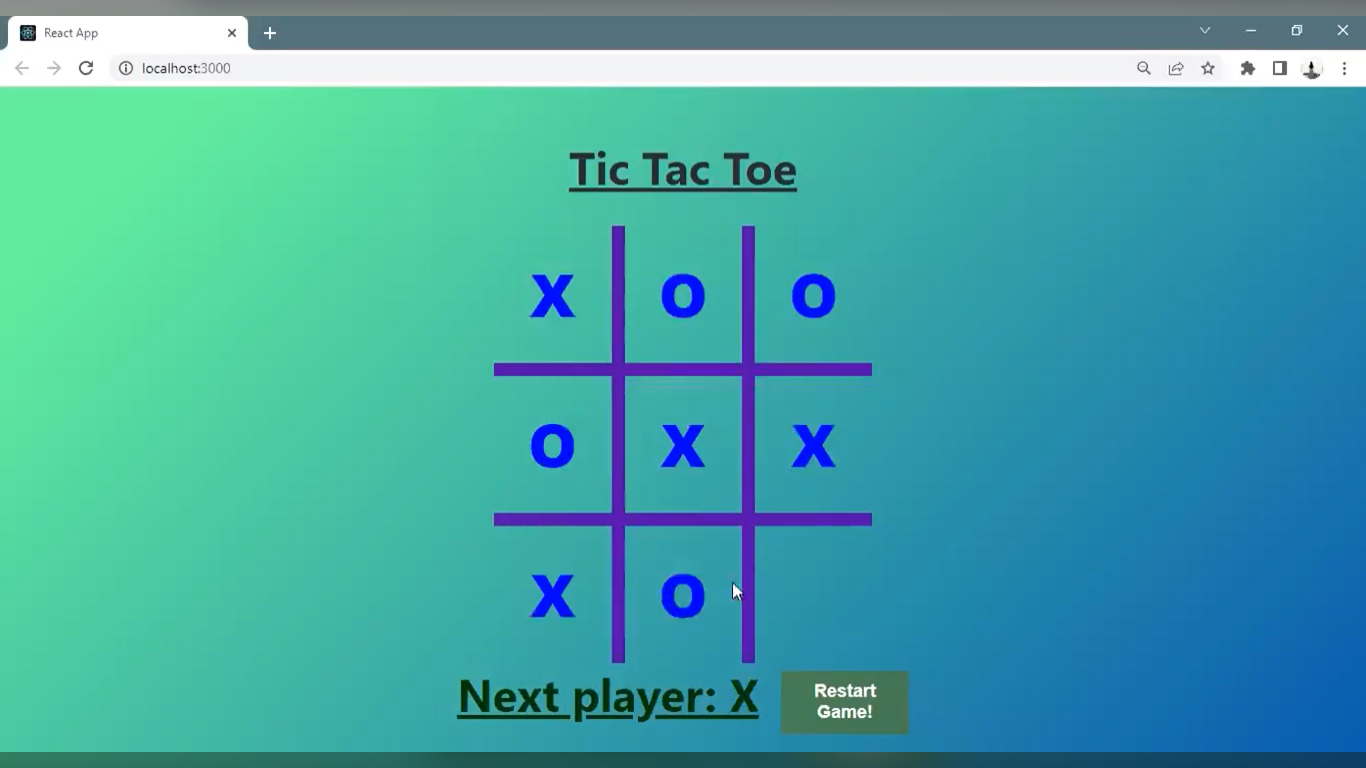 React App
localhost:3000
Tic Tac Toe
X O O
O X X
X O
Next player: X
Restart
Game!